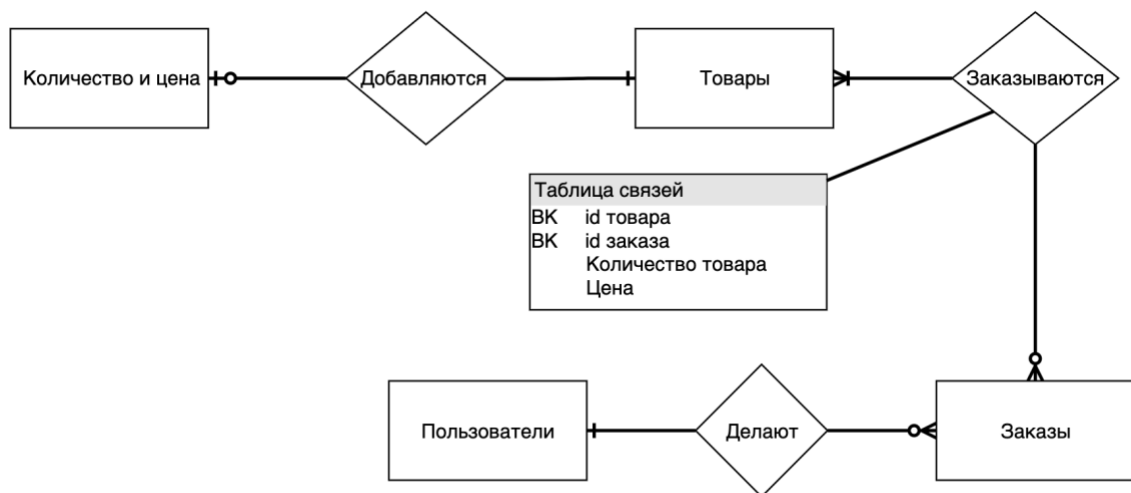 Количество и цена
Добавляются
Товары
Заказываются
Таблица связей
ВК id товара
ВК id заказа
Количество товара
Цена
Пользователи
Делают
Заказы